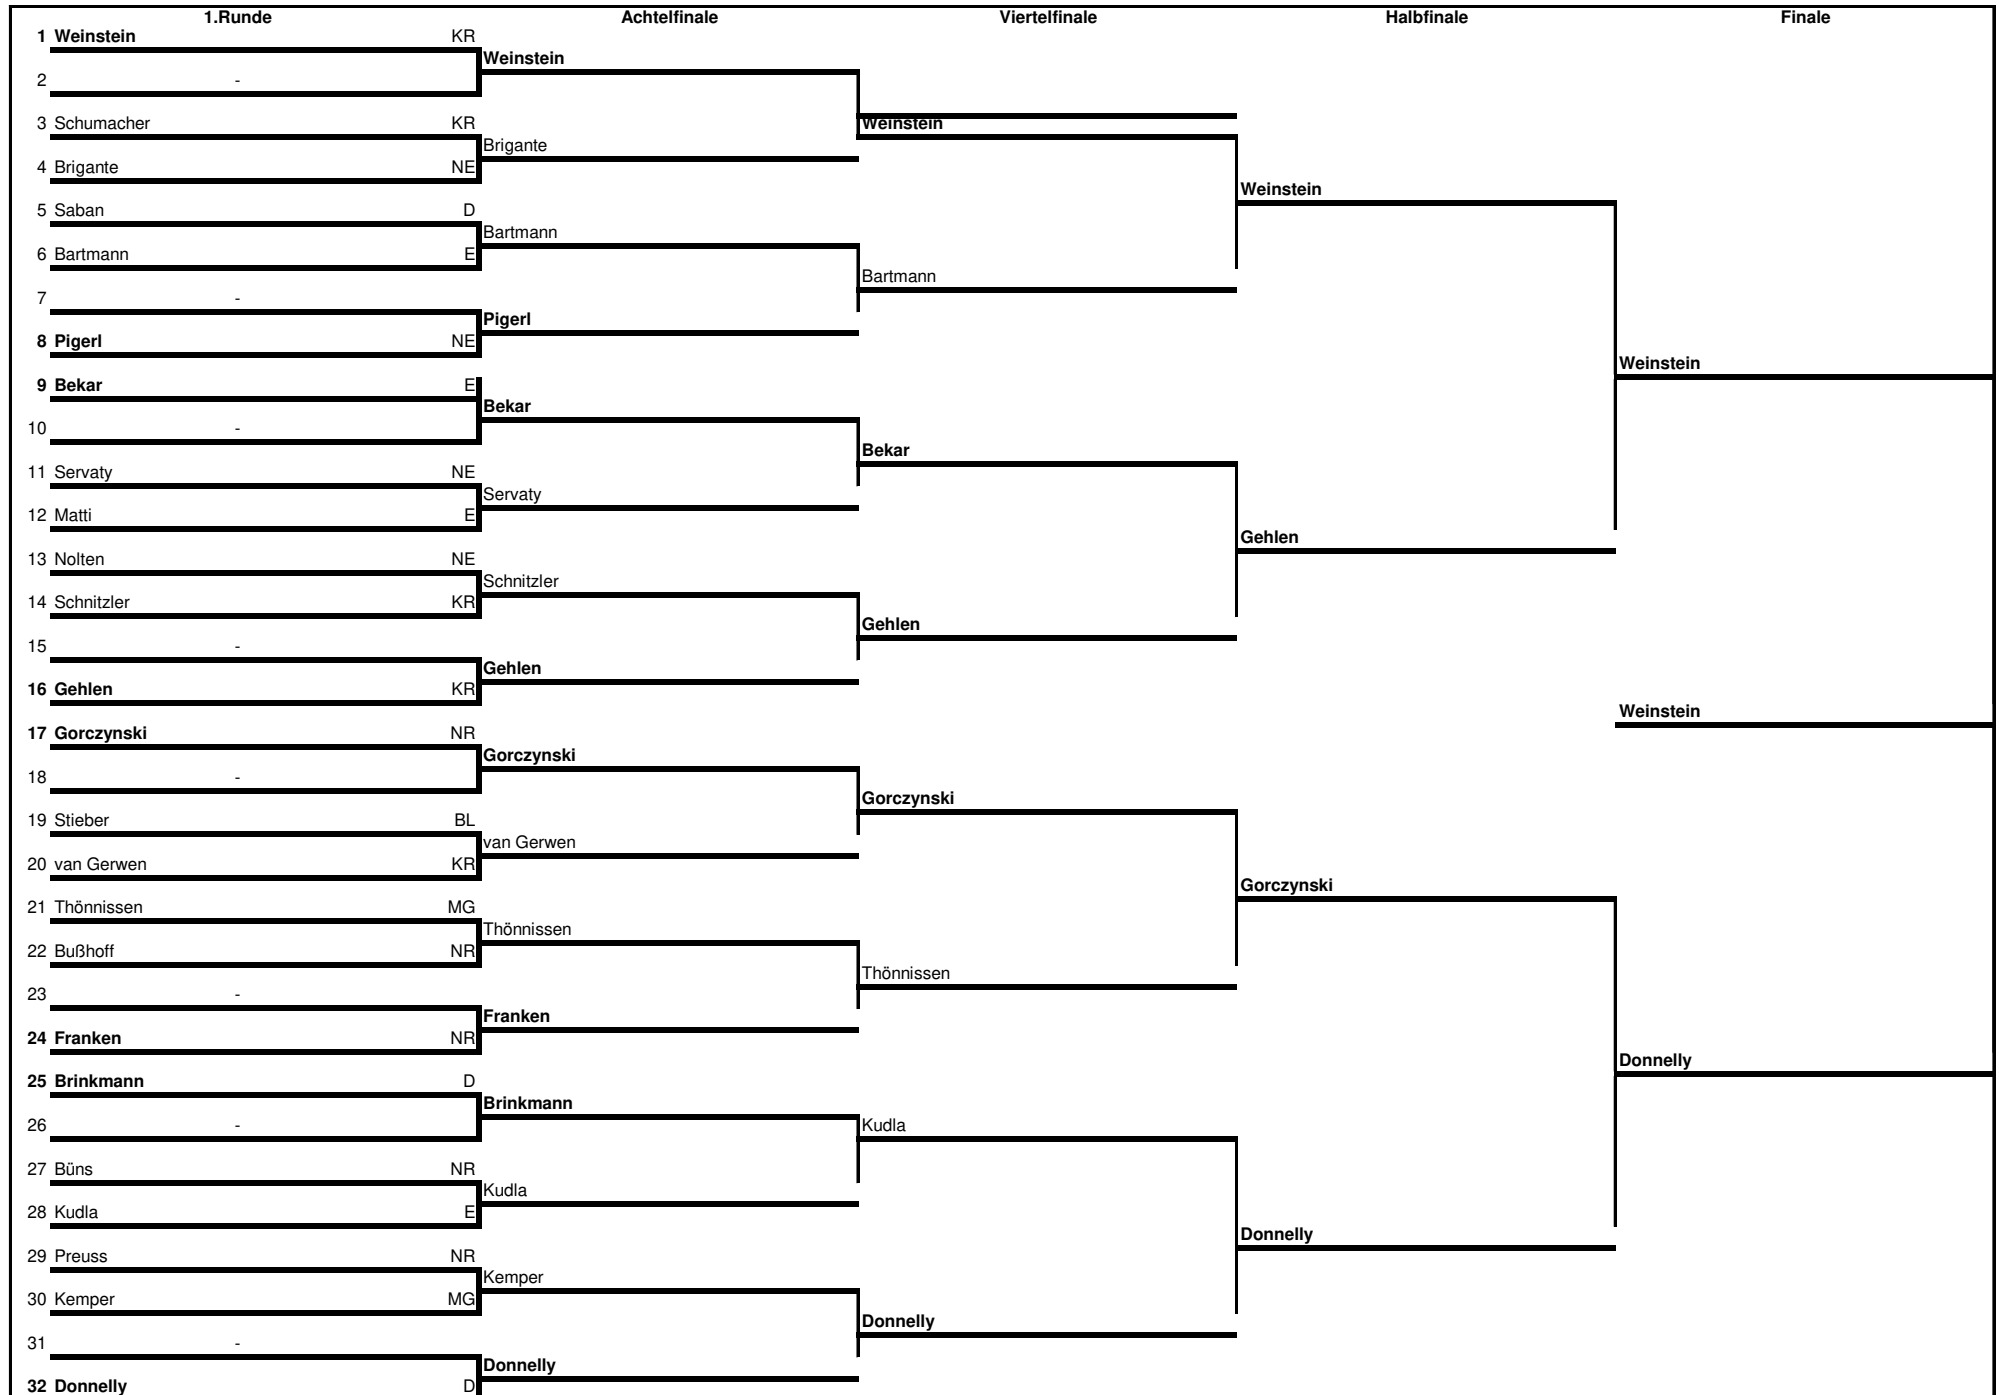 1.Runde Achtelfinale Viertelfinale Halbfinale Finale
1 Weinstein KR
Weinstein
2 -
3 Schumacher KR Weinstein
Brigante
4 Brigante NE
Weinstein
5 Saban D
Bartmann
6 Bartmann E
Bartmann
7 -
Pigerl
8 Pigerl NE
Weinstein
9 Bekar E
Bekar
10 -
Bekar
11 Servaty NE
Servaty
12 Matti E
Gehlen
13 Nolten NE
Schnitzler
14 Schnitzler KR
Gehlen
15 -
Gehlen
16 Gehlen KR
Weinstein
17 Gorczynski NR
Gorczynski
18 -
Gorczynski
19 Stieber BL
van Gerwen
20 van Gerwen KR
Gorczynski
21 Thönnissen MG
Thönnissen
22 Bußhoff NR
Thönnissen
23 -
Franken
24 Franken NR
Donnelly
25 Brinkmann D
Brinkmann
26 - Kudla
27 Büns NR
Kudla
28 Kudla E
Donnelly
29 Preuss NR
Kemper
30 Kemper MG
Donnelly
31 -
Donnelly
32 Donnelly D